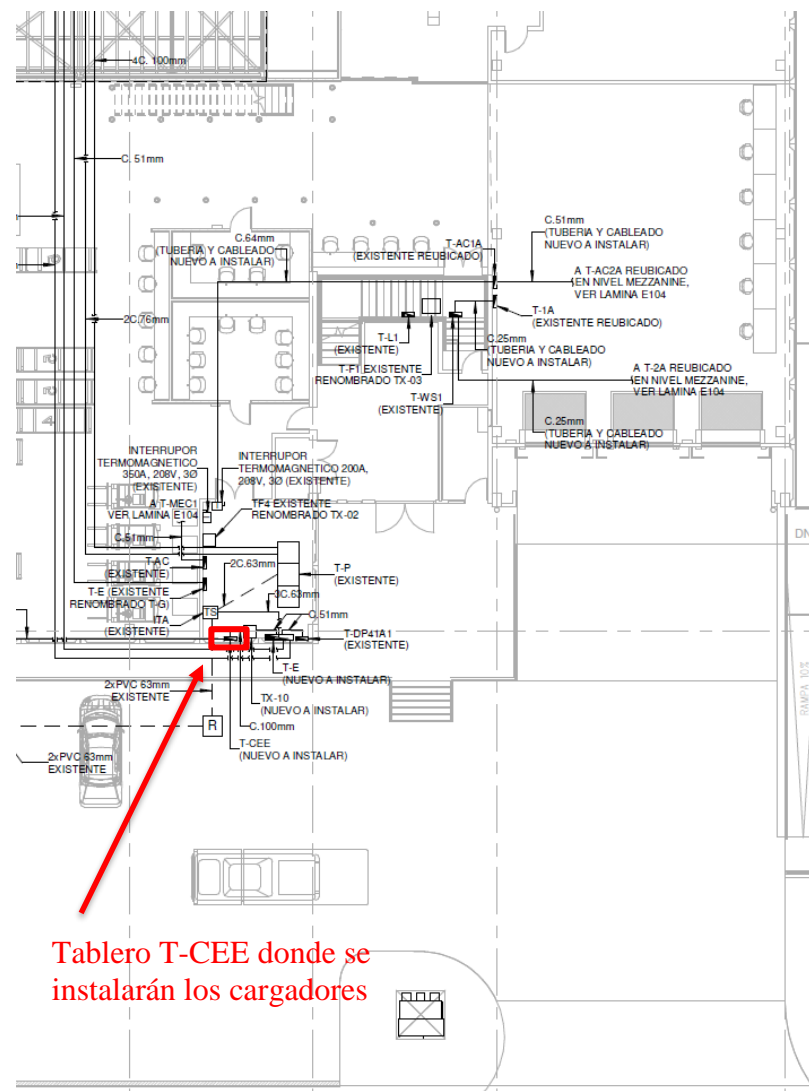 4C. 100mm
C. 51mm
C.64mm
(TUBERIA Y CABLEADO
NUEVO A INSTALAR)
T-AC1A
(EXISTENTE REUBICADO)
C.51mm
(TUBERIA Y CABLEADO
NUEVO A INSTALAR)
A T-AC2A REUBICADO
EN NIVEL MEZZANINE,
VER LAMINA E104
2C.76mm
T-1A
(EXISTENTE REUBICADO)
T-L1
(EXISTENTE)
C.25mm
(TUBERIA Y CABLEADO
NUEVO A INSTALAR)
T-F1 EXISTENTE
RENOMBRADO TX-03
A T-2A REUBICADO
EN NIVEL MEZZANINE,
VER LAMINA E104
T-WS1
(EXISTENTE)
C.25mm
(TUBERIA Y CABLEADO
NUEVO A INSTALAR)
INTERRUPOR
TERMOMAGNETICO
350A, 208V, 3Ø
(EXISTENTE)
INTERRUPOR
TERMOMAGNETICO 200A,
208V, 3Ø (EXISTENTE)
A T-MEC1
VER LAMINA E104
TF4 EXISTENTE
RENOMBRADO TX-02
C.51mm
T-AC
(EXISTENTE)
2C.63mm
T-P
(EXISTENTE)
T-E (EXISTENTE
RENOMBRADO T-G)
3C.63mm
ITA
(EXISTENTE)
TS
C.51mm
T-DP41A1
(EXISTENTE)
T-E
(NUEVO A INSTALAR)
2xPVC 63mm
EXISTENTE
TX-10
(NUEVO A INSTALAR)
R
C.100mm
T-CEE
(NUEVO A INSTALAR)
2xPVC 63mm
EXISTENTE
DN
RAMPA 10%
4
Tablero T-CEE donde se
instalarán los cargadores